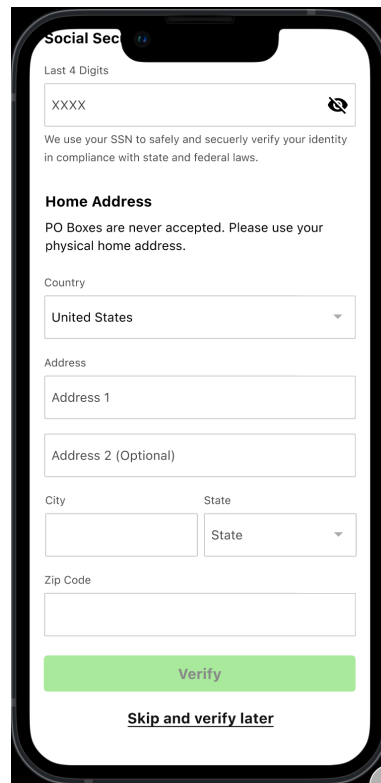 Social Sec
Last 4 Digits
XXXX
We use your SSN to safely and secuerly verify your identity
in compliance with state and federal laws.
Home Address
PO Boxes are never accepted. Please use your
physical home address.
Country
United States
Address
Address 1
Address 2 (Optional)
City State
State
Zip Code
Verify
Skip and verify later